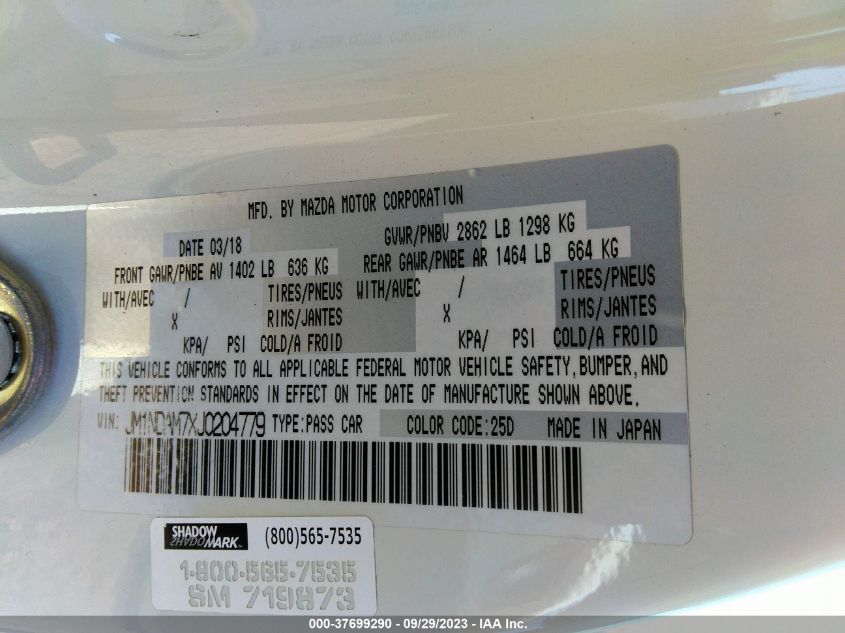 MFD. BY MAZDA MOTOR CORPORATION
DATE 03/18 GVWR/PNBV 2862 LB 1298 KG
FRONT GAWR/PNBE AV 1402 LB 636 KG REAR GAWR/PNBE AR 1464 LB 664 KG
WITH/AVEC / TIRES/PNEUS WITH/AVEC / TIRES/PNEUS
X RIMS/JANTES X RIMS/JANTES
KPA/ PSI COLD/A FROID KPA/ PSI COLD/A FROID
THIS VEHICLE CONFORMS TO ALL APPLICABLE FEDERAL MOTOR VEHICLE SAFETY,BUMPER,AND
THEFT PREVENTION STANDARDS IN EFFECT ON THE DATE OF MANUFACTURE SHOWN ABOVE.
VIN: JM1NDAM7XJ0204779 TYPE:PASS CAR COLOR CODE:25D MADE IN JAPAN
SHADOW MARK (800)565-7535
1-800-565-7535
SM 719873
000-37699290 - 09/29/2023 - IAA Inc.